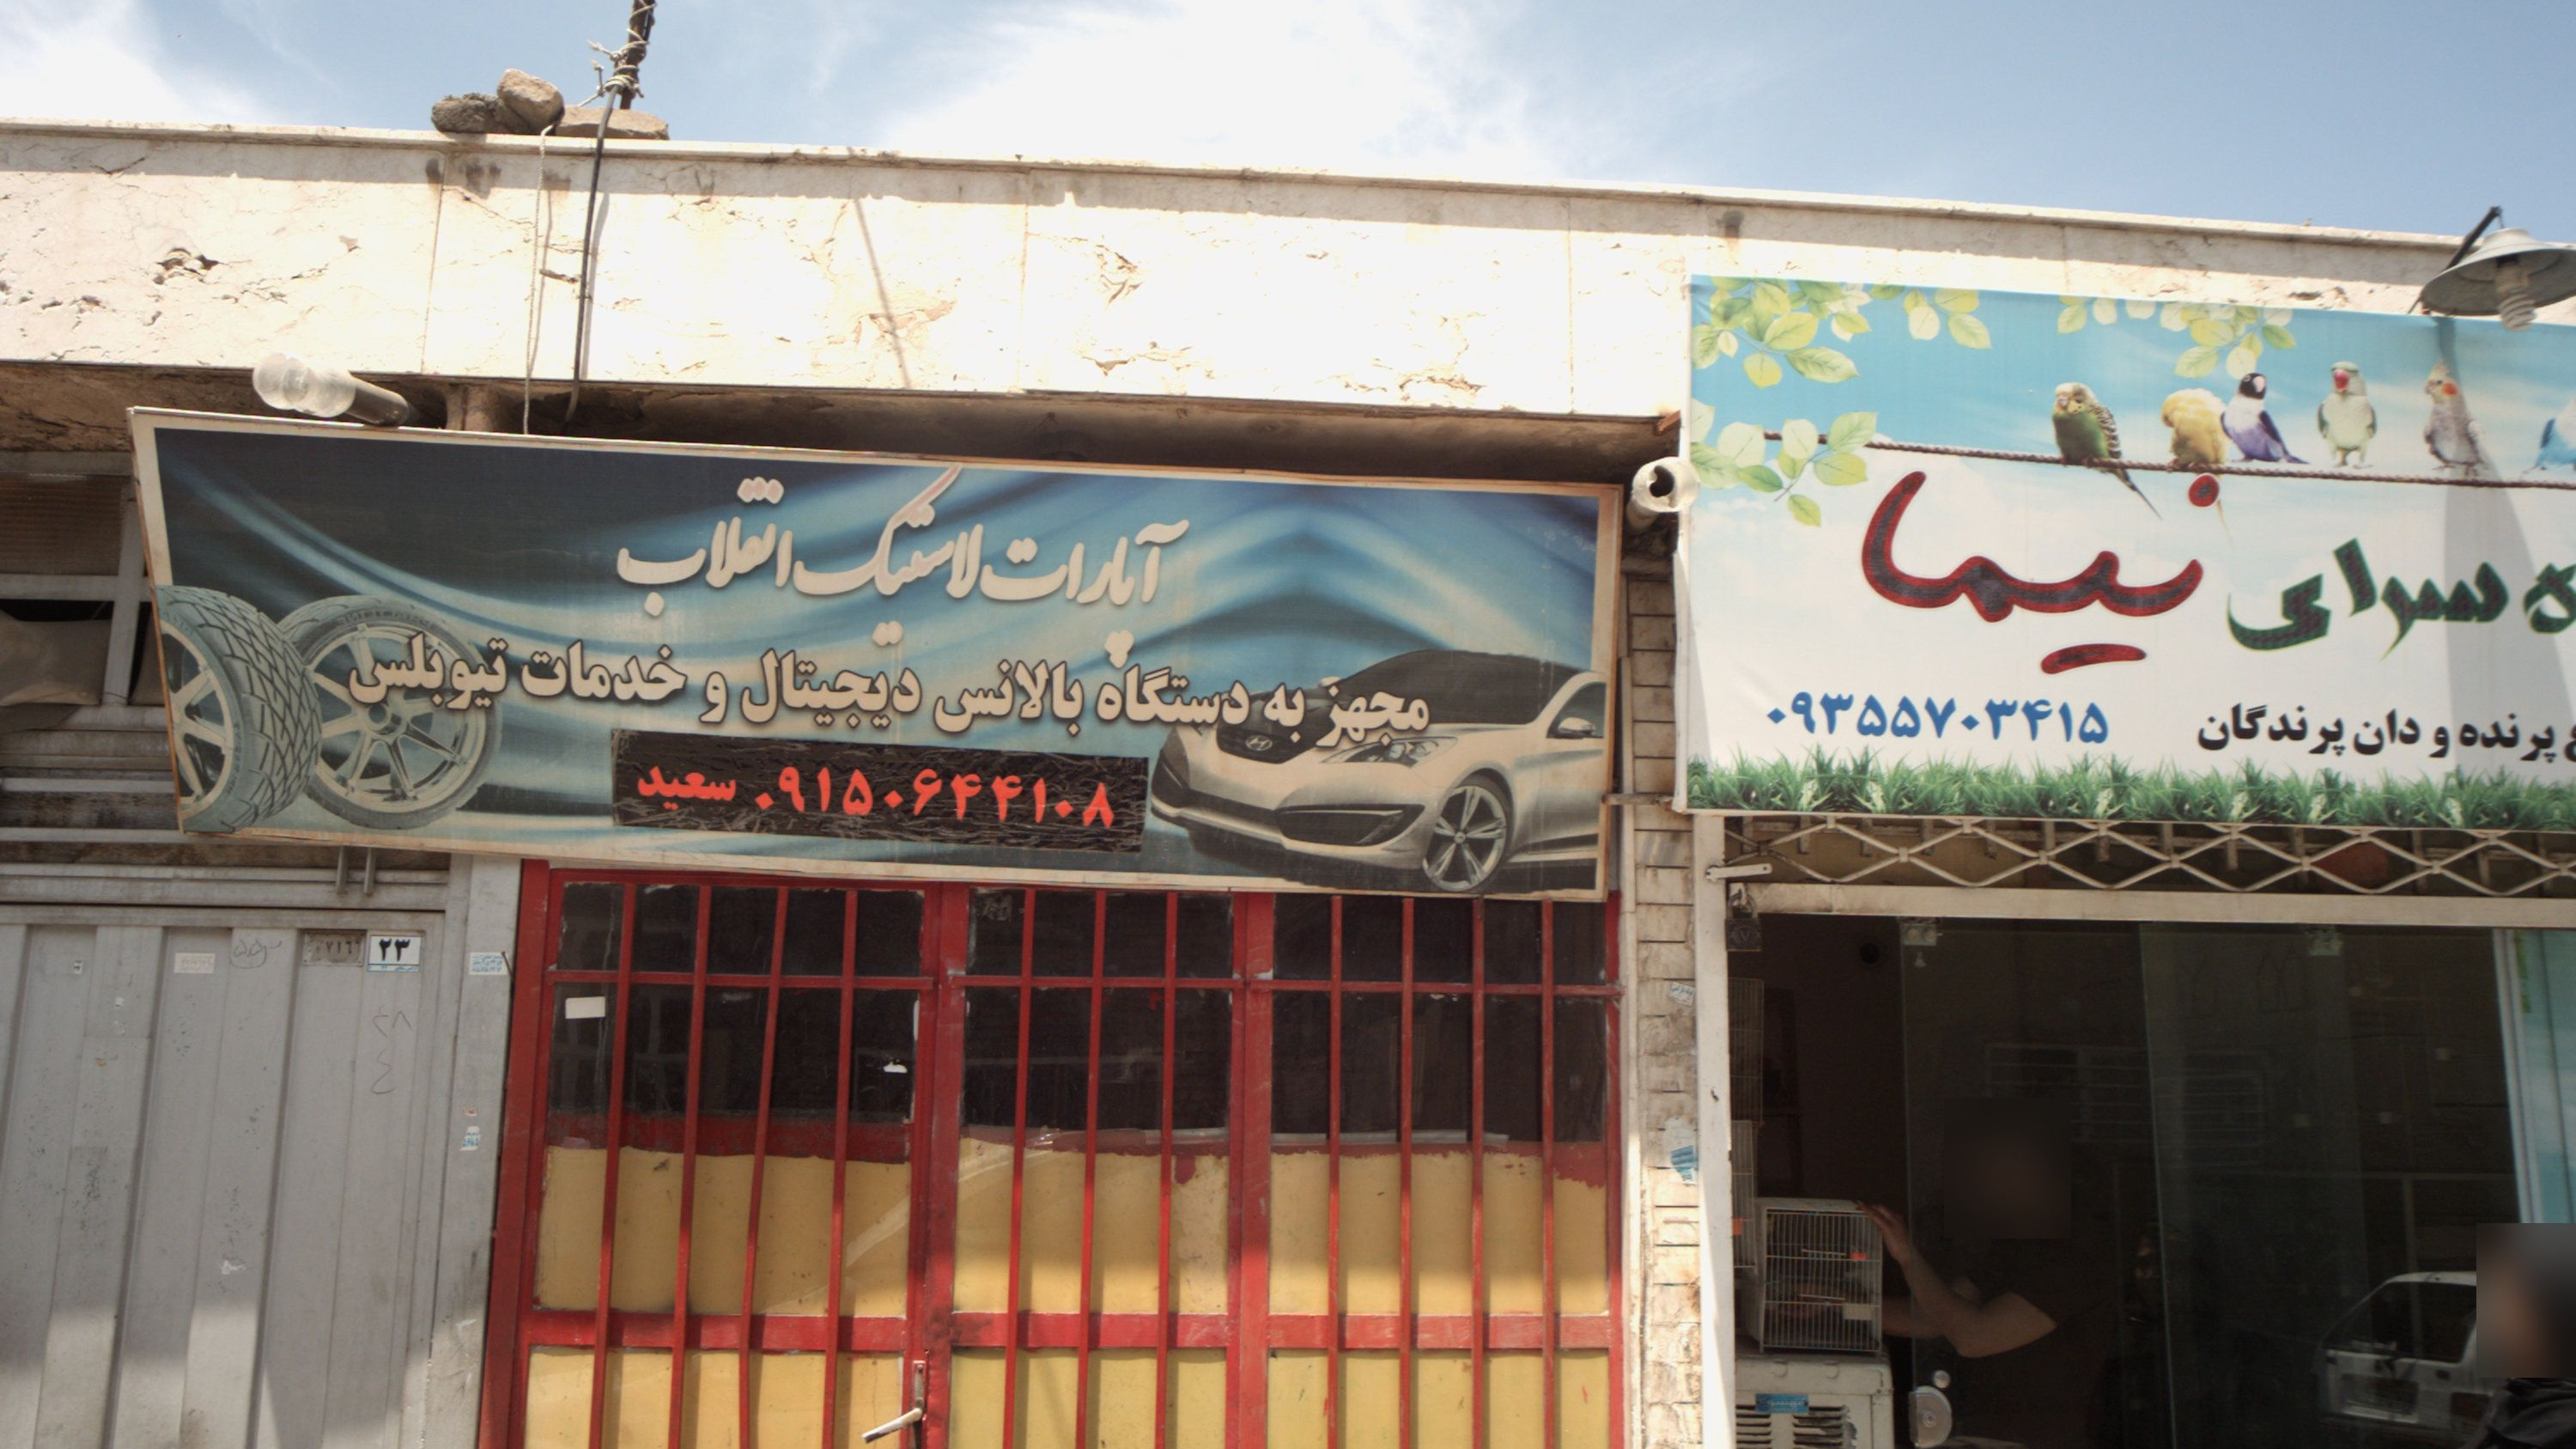 آپارات لاستیک انقلاب
مجهز به دستگاه بالانس دیجیتال و خدمات تیوبلس
۰۹۱۵۰۶۴۴۱۰۸ سعید
ه سرای نیما
پرنده و دان پرندگان
۰۹۳۵۵۷۰۳۴۱۵
۲۳